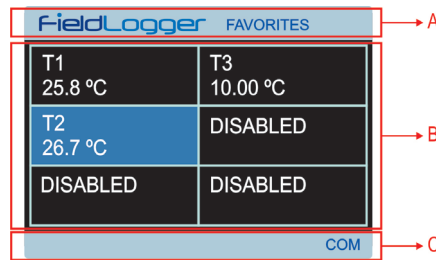 FieldLogger FAVORITES
A
T1
25.8 ºC
T3
10.00 ºC
T2
26.7 ºC
DISABLED
B
DISABLED
DISABLED
COM
C